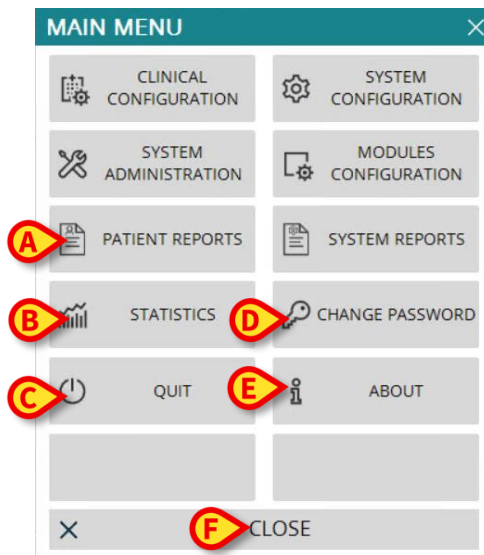 MAIN MENU
CLINICAL
CONFIGURATION
SYSTEM
CONFIGURATION
SYSTEM
ADMINISTRATION
MODULES
CONFIGURATION
A
PATIENT REPORTS
SYSTEM REPORTS
B
STATISTICS
D
CHANGE PASSWORD
C
QUIT
E
ABOUT
F
CLOSE